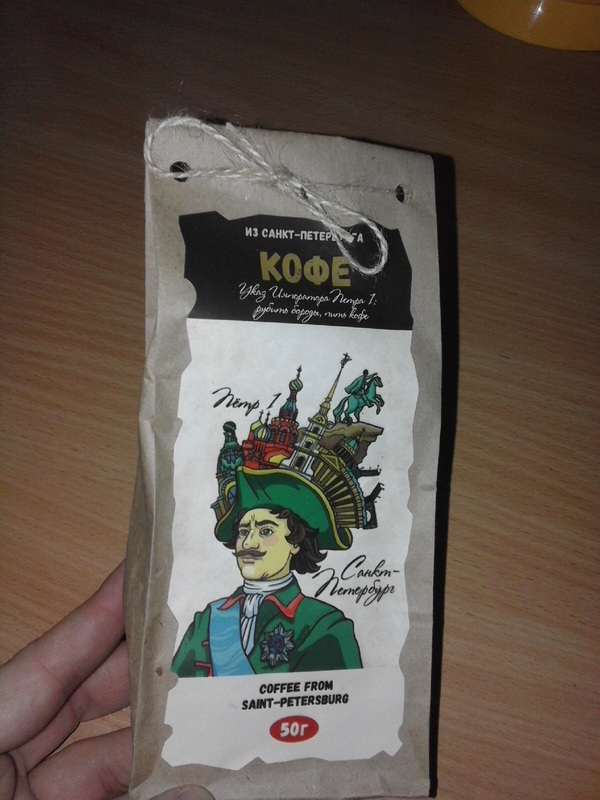 ИЗ САНКТ-ПЕТЕРБУРГА
КОФЕ
Указ Императора Петра 1:
рубить бороды, пить кофе
Пётр 1
Санкт-
Петербург
COFFEE FROM
SAINT-PETERSBURG
50г